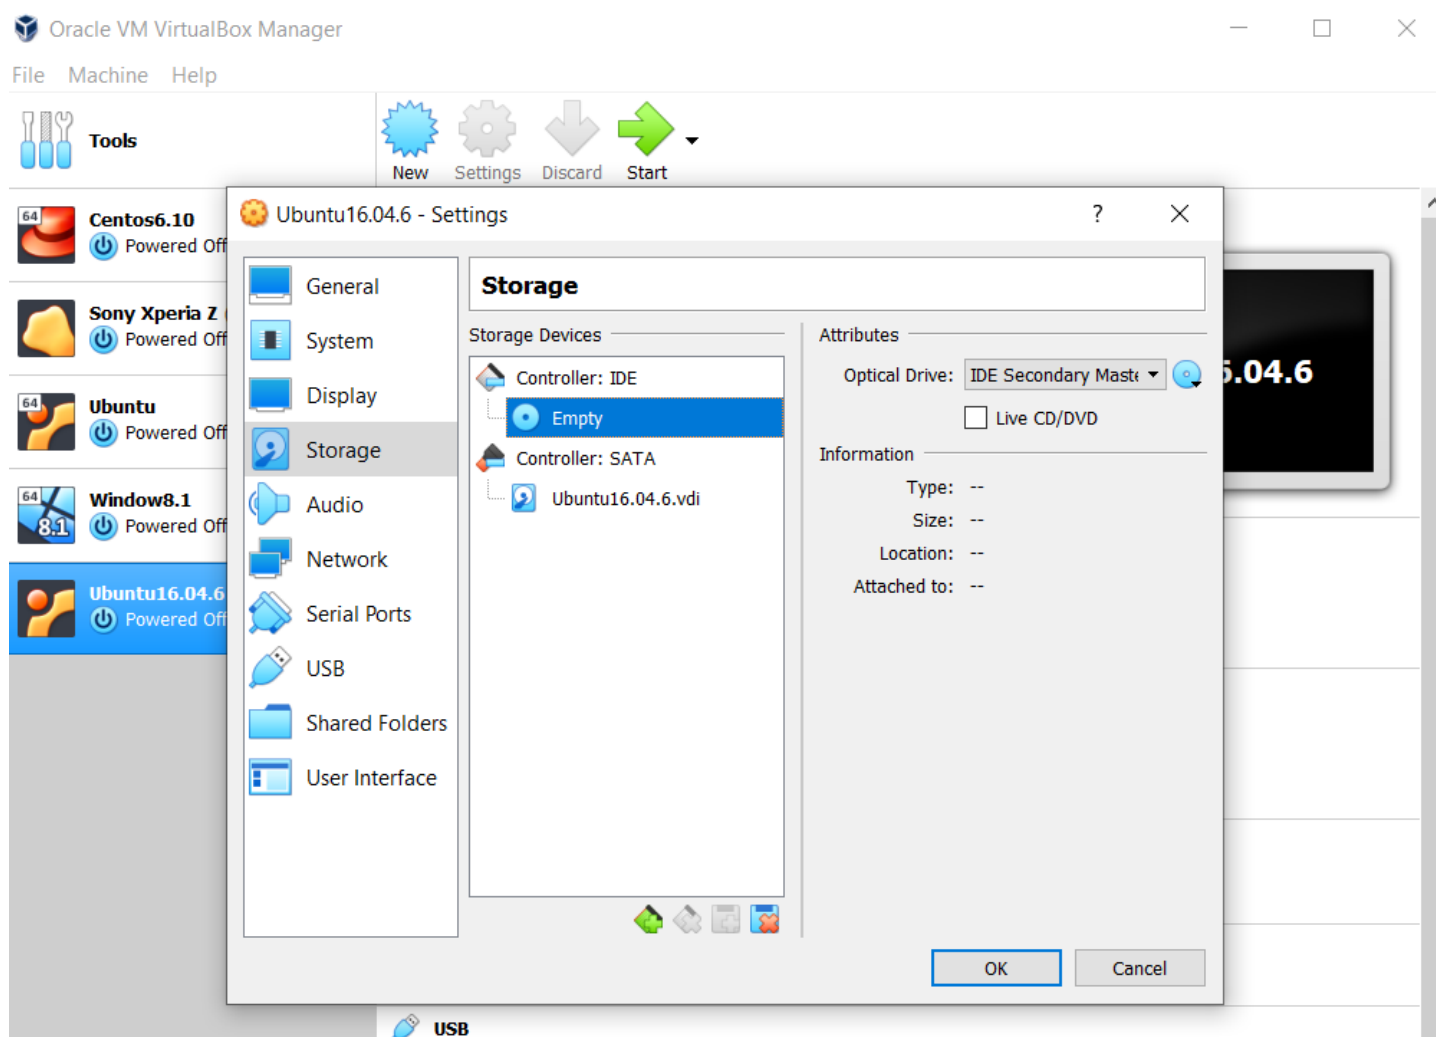 Oracle VM VirtualBox Manager
File Machine Help
Tools
New Settings Discard Start
64 Centos6.10
Powered Off
Sony Xperia Z
Powered Off
64 Ubuntu
Powered Off
64 8.1 Window8.1
Powered Off
Ubuntu16.04.6
Powered Off
Ubuntu16.04.6 - Settings ?
General
System
Display
Storage
Audio
Network
Serial Ports
USB
Shared Folders
User Interface
Storage
Storage Devices
Controller: IDE
Empty
Controller: SATA
Ubuntu16.04.6.vdi
Attributes
Optical Drive: IDE Secondary Maste
Live CD/DVD
Information
Type: --
Size: --
Location: --
Attached to: --
OK Cancel
6.04.6
USB